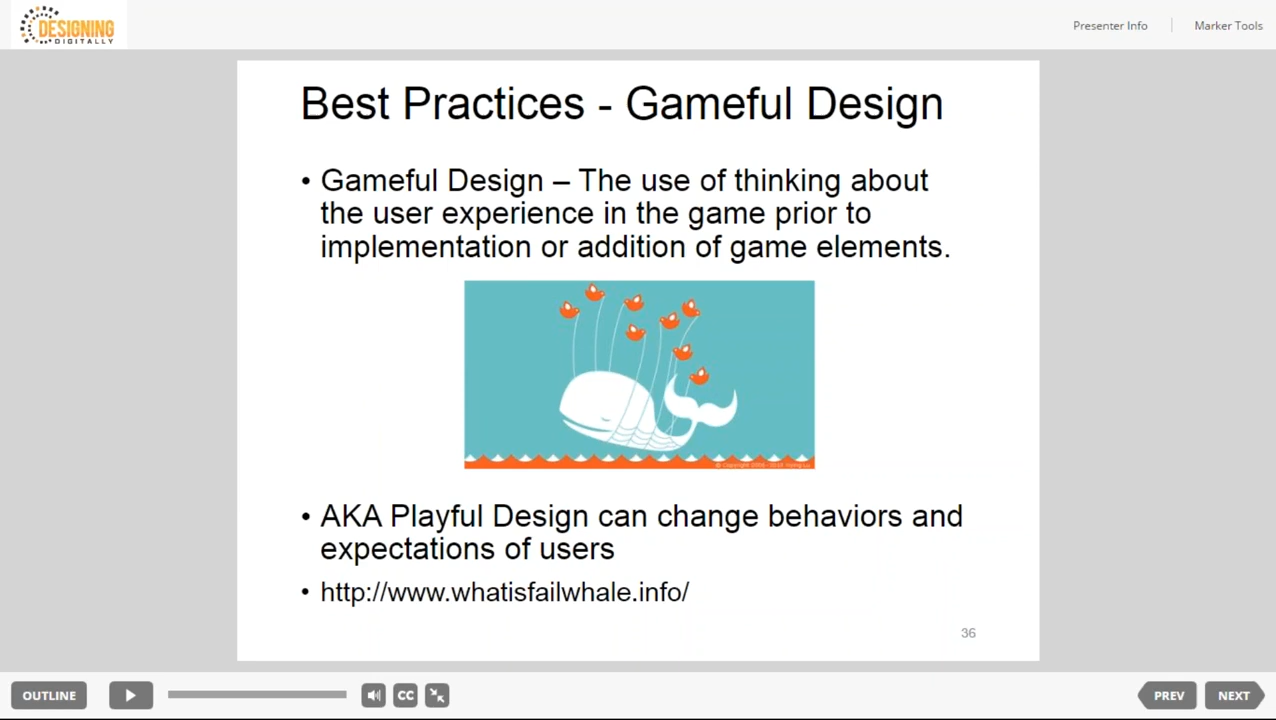 DESIGNING
DIGITALLY
Presenter Info
Marker Tools
Best Practices - Gameful Design
• Gameful Design – The use of thinking about
the user experience in the game prior to
implementation or addition of game elements.
• AKA Playful Design can change behaviors and
expectations of users
• http://www.whatisfailwhale.info/
36
OUTLINE
CC
PREV
NEXT